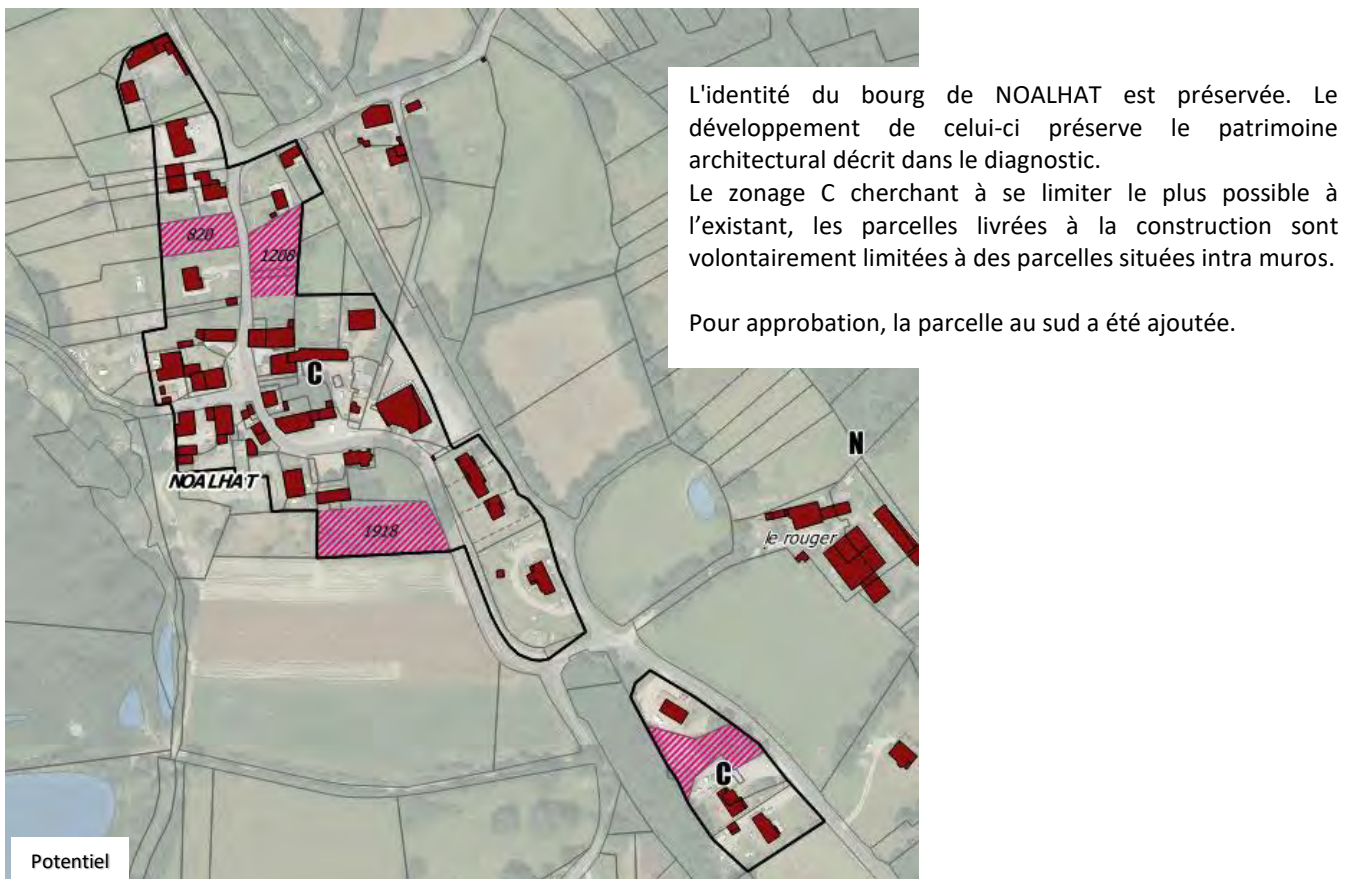 L'identité du bourg de NOALHAT est préservée. Le
développement de celui-ci préserve le patrimoine
architectural décrit dans le diagnostic.
Le zonage C cherchant à se limiter le plus possible à
l’existant, les parcelles livrées à la construction sont
volontairement limitées à des parcelles situées intra muros.
Pour approbation, la parcelle au sud a été ajoutée.
820
1208
C
N
NOALHAT
1918
le rouger
C
Potentiel